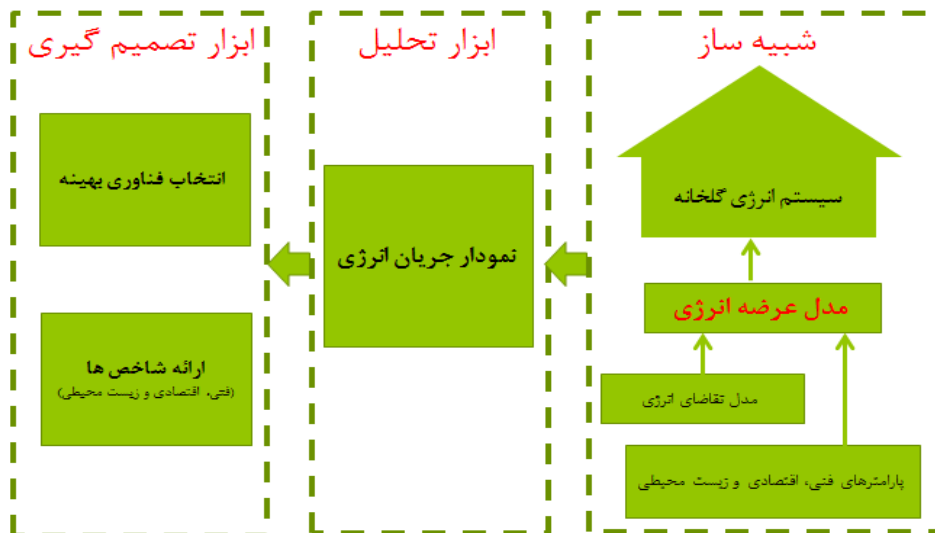 شبیه ساز
سیستم انرژی گلخانه
مدل عرضه انرژی
مدل تقاضای انرژی
پارامترهای فنی، اقتصادی و زیست محیطی
ابزار تحلیل
نمودار جریان انرژی
ابزار تصمیم گیری
انتخاب فناوری بهینه
ارائه شاخص ها
(فنی، اقتصادی و زیست محیطی)